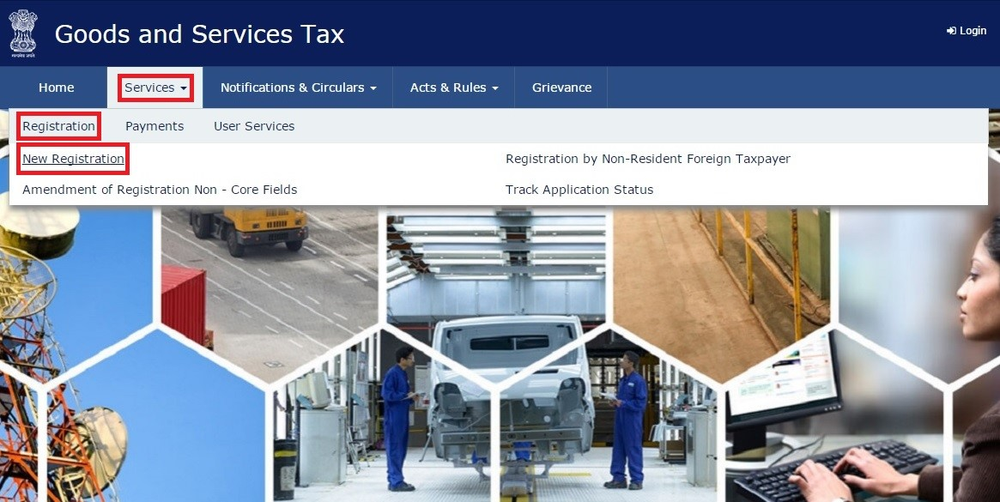 Goods and Services Tax
Login
Home Services Notifications & Circulars Acts & Rules Grievance
Registration Payments User Services
New Registration Registration by Non-Resident Foreign Taxpayer
Amendment of Registration Non - Core Fields Track Application Status